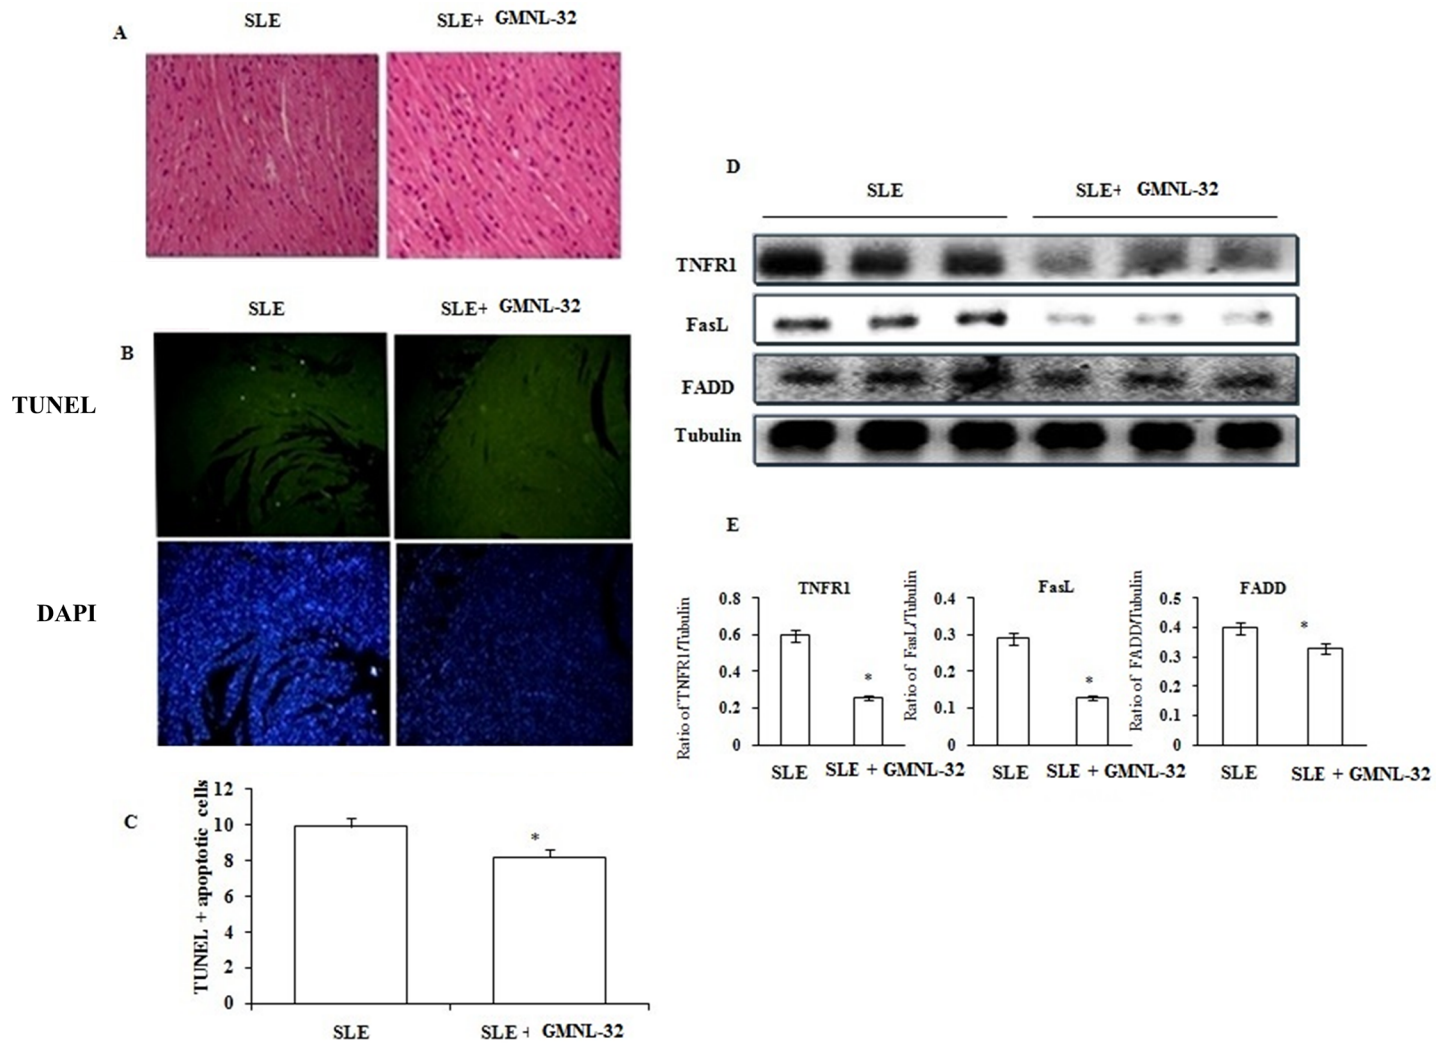 A
SLE
SLE+ GMNL-32
B
SLE
SLE+ GMNL-32
TUNEL
DAPI
C
TUNEL + apoptotic cells
12
10
8
6
4
2
0
*
SLE
SLE + GMNL-32
D
SLE
SLE+ GMNL-32
TNFR1
FasL
FADD
Tubulin
E
TNFR1
Ratio of TNFR1/Tubulin
0.8
0.6
0.4
0.2
0
*
SLE
SLE + GMNL-32
FasL
Ratio of FasL/Tubulin
0.4
0.3
0.2
0.1
0
*
SLE
SLE + GMNL-32
FADD
Ratio of FADD/Tubulin
0.5
0.4
0.3
0.2
0.1
0
*
SLE
SLE + GMNL-32